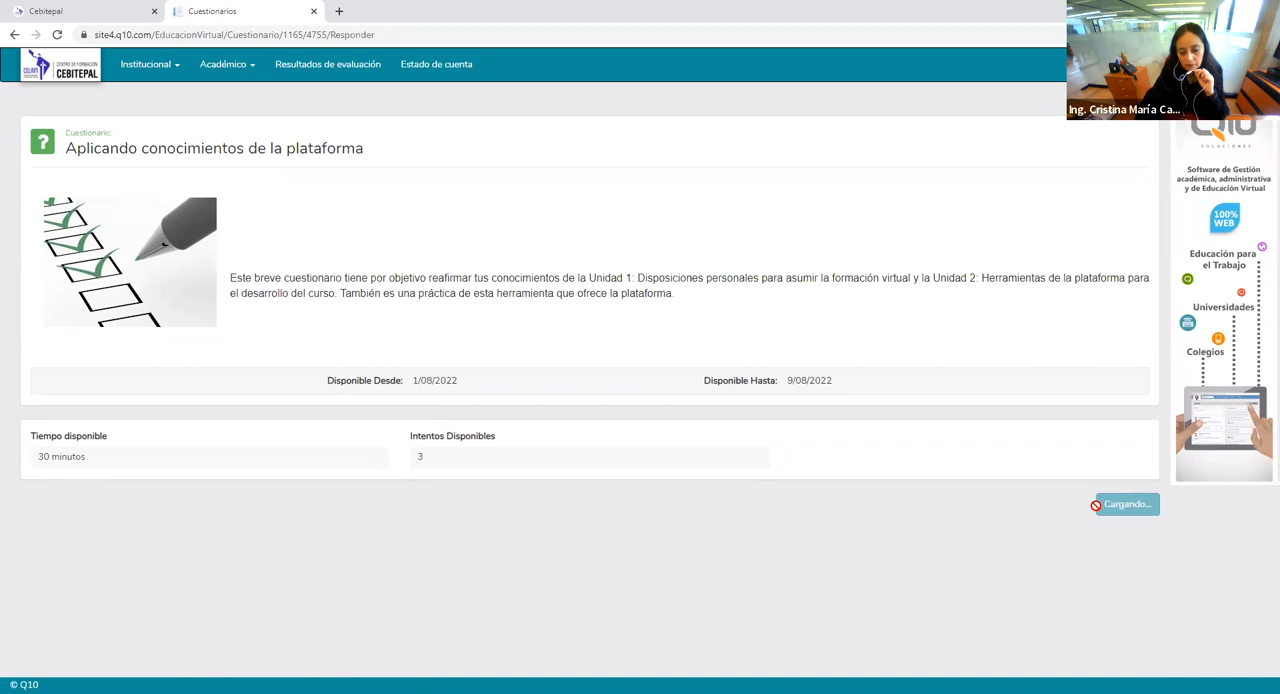 Cebitepal
Cuestionarios
site4.q10.com/EducacionVirtual/Cuestionario/1165/4755/Responder
CELAM
CENTRO DE FORMACIÓN
CEBITEPAL
Institucional
Académico
Resultados de evaluación
Estado de cuenta
Ing. Cristina María Ca...
Cuestionario:
Aplicando conocimientos de la plataforma
Este breve cuestionario tiene por objetivo reafirmar tus conocimientos de la Unidad 1: Disposiciones personales para asumir la formación virtual y la Unidad 2: Herramientas de la plataforma para
el desarrollo del curso. También es una práctica de esta herramienta que ofrece la plataforma.
Disponible Desde: 1/08/2022
Disponible Hasta: 9/08/2022
Tiempo disponible
30 minutos
Intentos Disponibles
3
Cargando...
Q10
SOLUCIONES
Software de Gestión
académica, administrativa
y de Educación Virtual
100%
WEB
Educación para
el Trabajo
Universidades
Colegios
© Q10